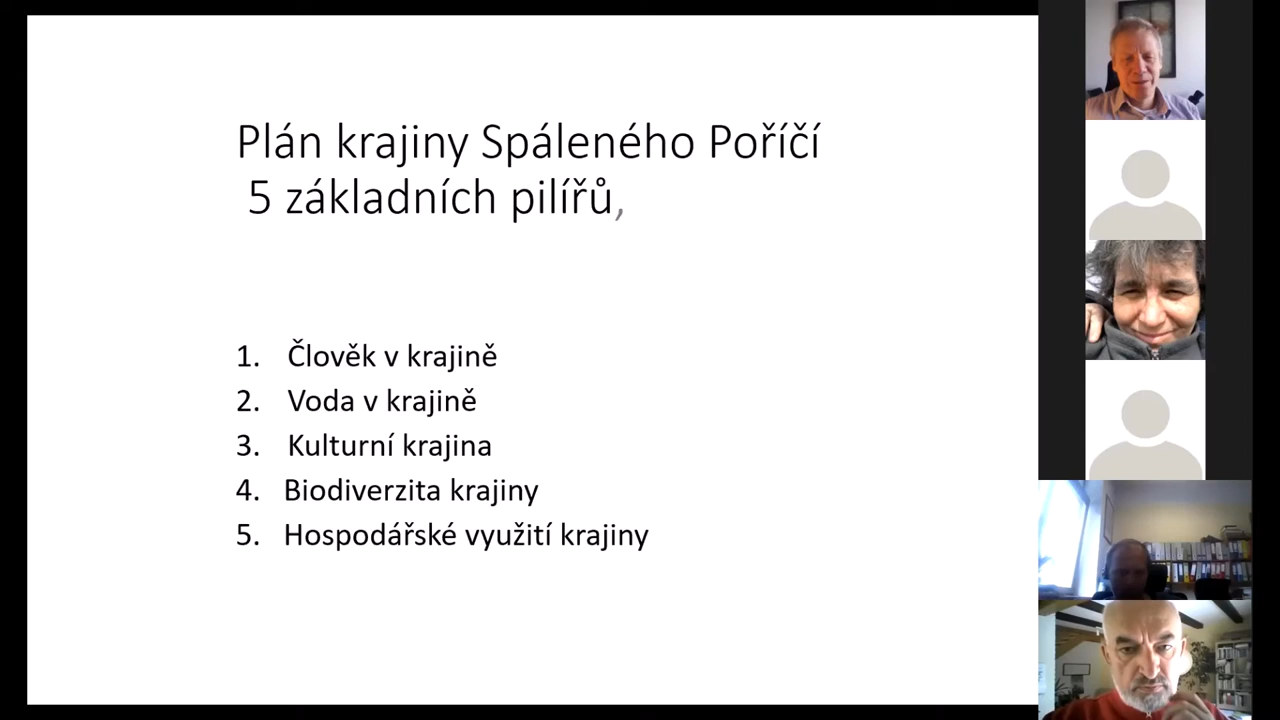 Plán krajiny Spáleného Poříčí
5 základních pilířů,
1. Člověk v krajině
2. Voda v krajině
3. Kulturní krajina
4. Biodiverzita krajiny
5. Hospodářské využití krajiny